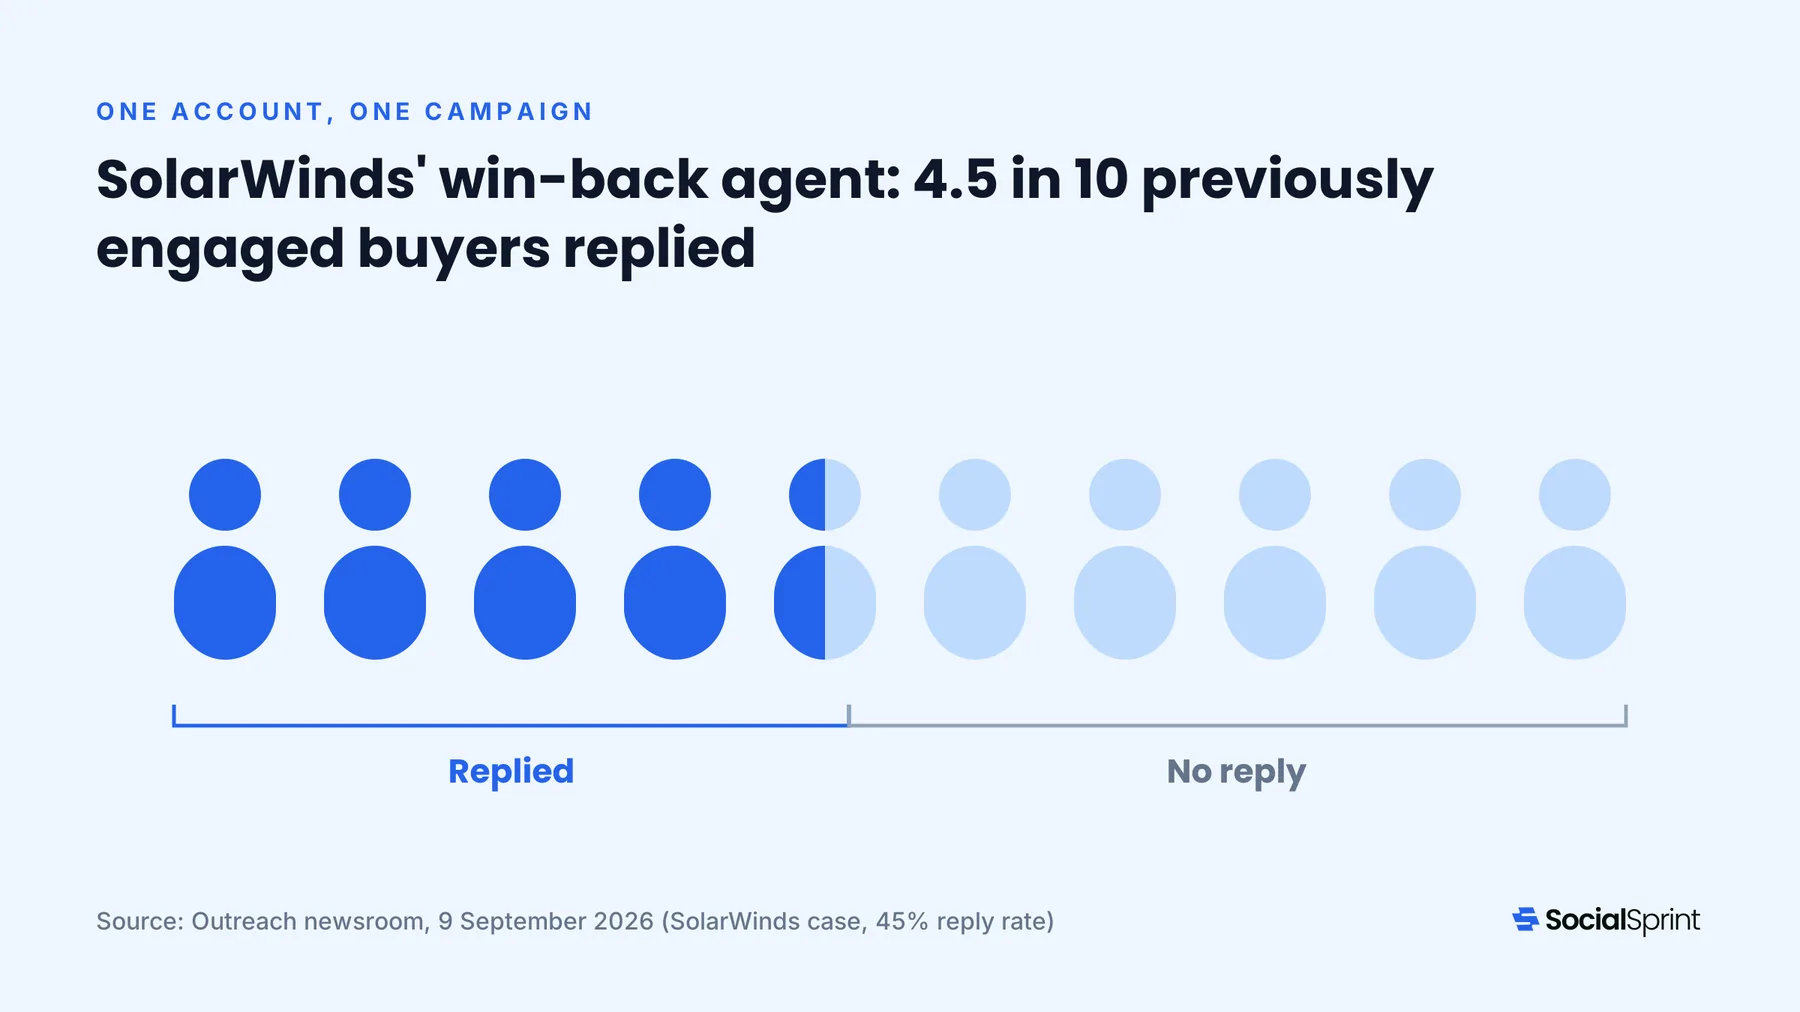 ONE ACCOUNT, ONE CAMPAIGN
SolarWinds' win-back agent: 4.5 in 10 previously
engaged buyers replied
Replied
No reply
Source: Outreach newsroom, 9 September 2026 (SolarWinds case, 45% reply rate)
SocialSprint